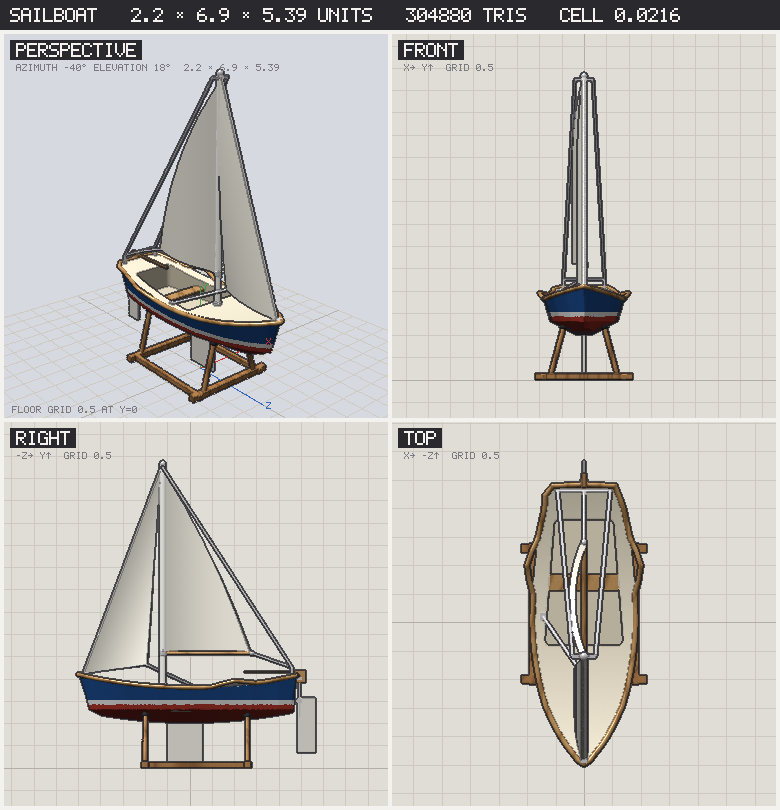 SAILBOAT 2.2 × 6.9 × 5.39 UNITS 304880 TRIS CELL 0.0216
PERSPECTIVE
AZIMUTH -40° ELEVATION 18° 2.2 × 6.9 × 5.39
X
Z
FLOOR GRID 0.5 AT Y=0
FRONT
X→ Y↑ GRID 0.5
RIGHT
-Z→ Y↑ GRID 0.5
TOP
X→ -Z↑ GRID 0.5